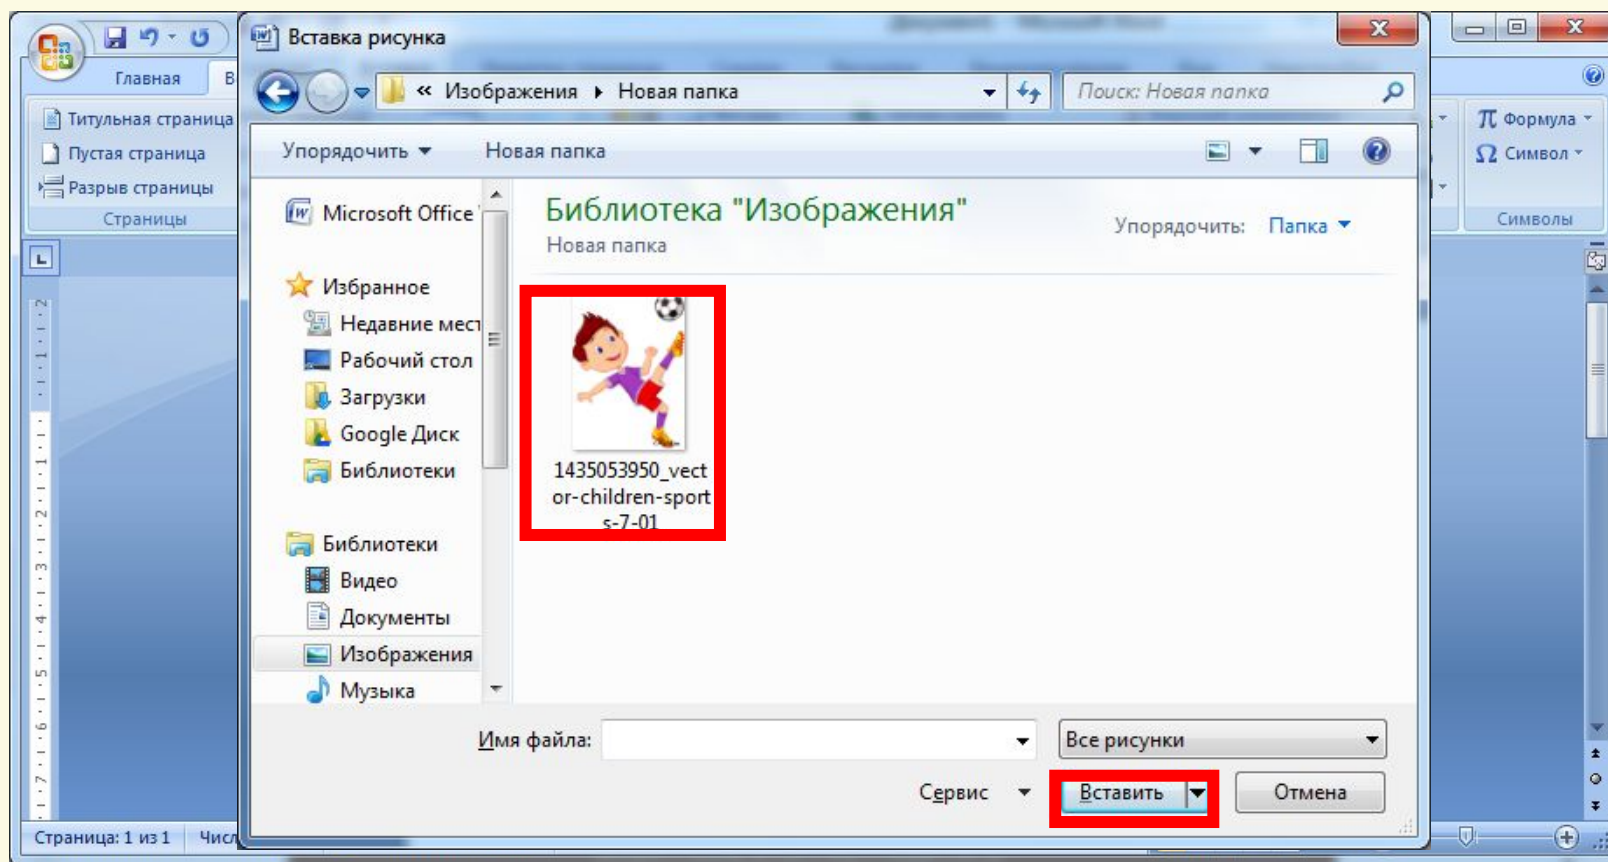 Вставка рисунка
Главная
« Изображения ▸ Новая папка
Поиск: Новая папка
Титульная страница
Пустая страница
Разрыв страницы
Страницы
Формула
Символ
Символы
Упорядочить
Новая папка
Microsoft Office
Избранное
Недавние мест
Рабочий стол
Загрузки
Google Диск
Библиотеки
Библиотеки
Видео
Документы
Изображения
Музыка
Библиотека "Изображения"
Новая папка
Упорядочить: Папка
1435053950_vect
or-children-sport
s-7-01
Имя файла:
Все рисунки
Сервис
Вставить
Отмена
Страница: 1 из 1